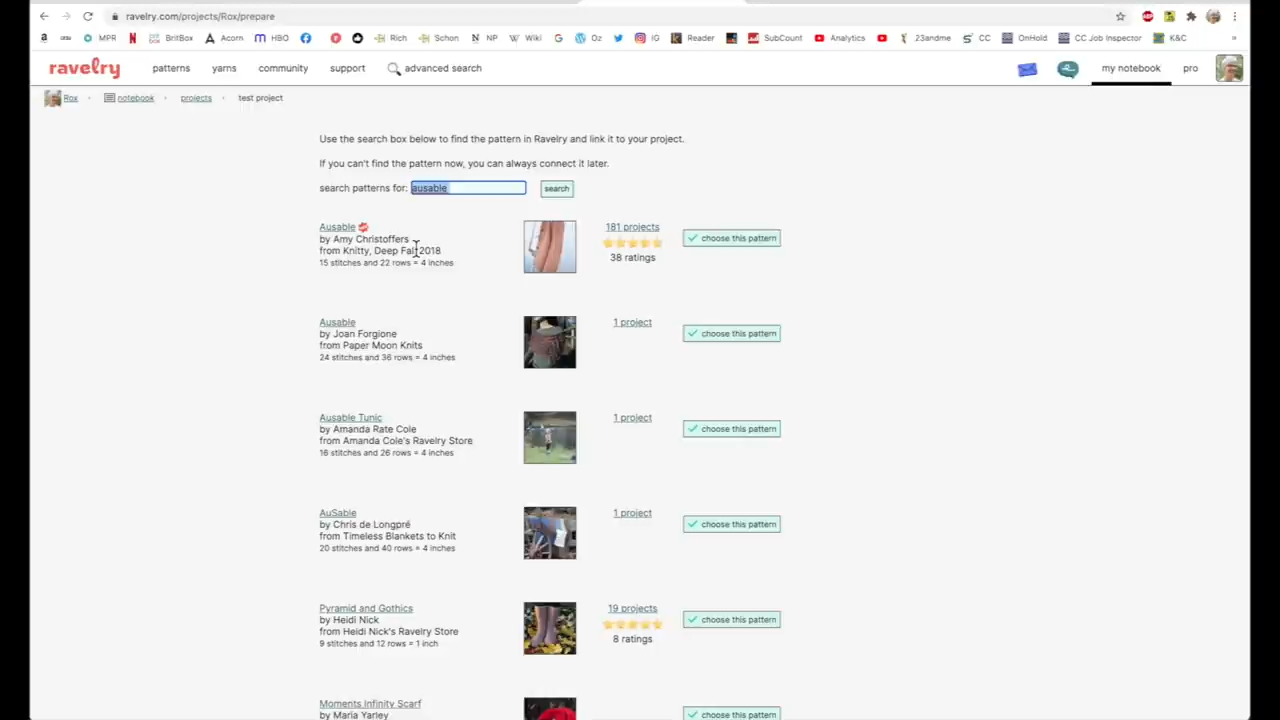 ravelry.com/projects/Rox/prepare
MPR BritBox Acorn HBO Rich Schon NP Wiki Oz IG Reader SubCount Analytics 23andme CC OnHold CC Job Inspector K&C »
ravelry patterns yarns community support advanced search my notebook pro
Rox notebook projects test project
Use the search box below to find the pattern in Ravelry and link it to your project.
If you can't find the pattern now, you can always connect it later.
search patterns for: ausable search
Ausable 181 projects choose this pattern
by Amy Christoffers
from Knitty, Deep Fall 2018 38 ratings
15 stitches and 22 rows = 4 inches
Ausable 1 project choose this pattern
by Joan Forgione
from Paper Moon Knits
24 stitches and 36 rows = 4 inches
Ausable Tunic 1 project choose this pattern
by Amanda Rate Cole
from Amanda Cole's Ravelry Store
16 stitches and 26 rows = 4 inches
AuSable 1 project choose this pattern
by Chris de Longpré
from Timeless Blankets to Knit
20 stitches and 40 rows = 4 inches
Pyramid and Gothics 19 projects choose this pattern
by Heidi Nick
from Heidi Nick's Ravelry Store 8 ratings
9 stitches and 12 rows = 1 inch
Moments Infinity Scarf
by Maria Yarley choose this pattern